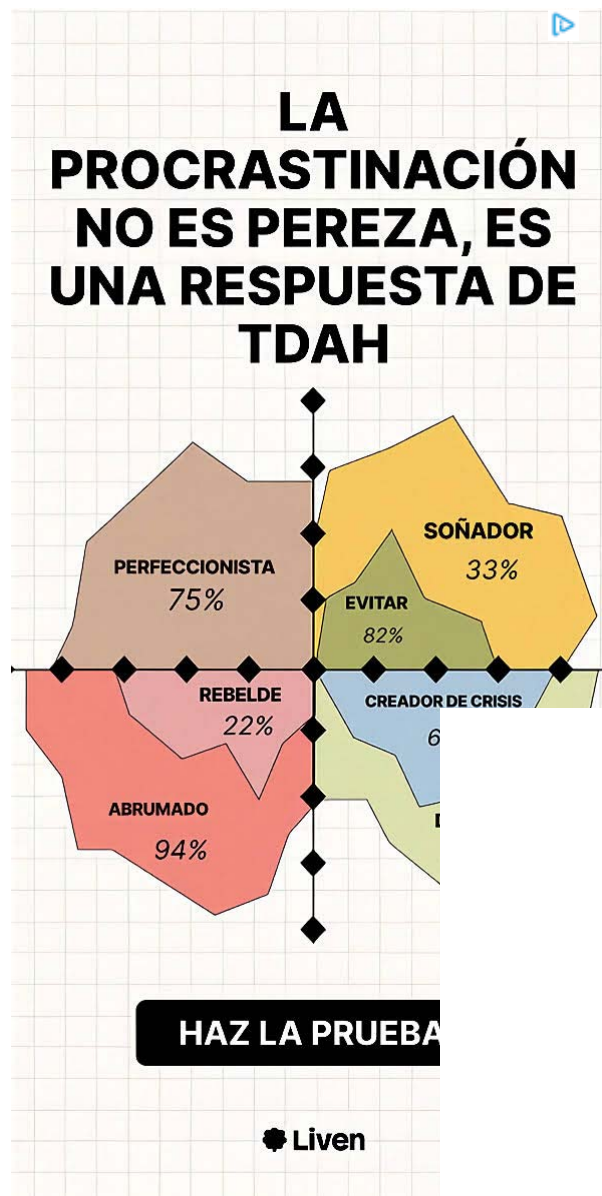 LA
PROCRASTINACIÓN
NO ES PEREZA, ES
UNA RESPUESTA DE
TDAH
SOÑADOR
33%
PERFECCIONISTA
75%
EVITAR
82%
REBELDE
22%
CREADOR DE CRISIS
6
ABRUMADO
94%
HAZ LA PRUEBA
Liven